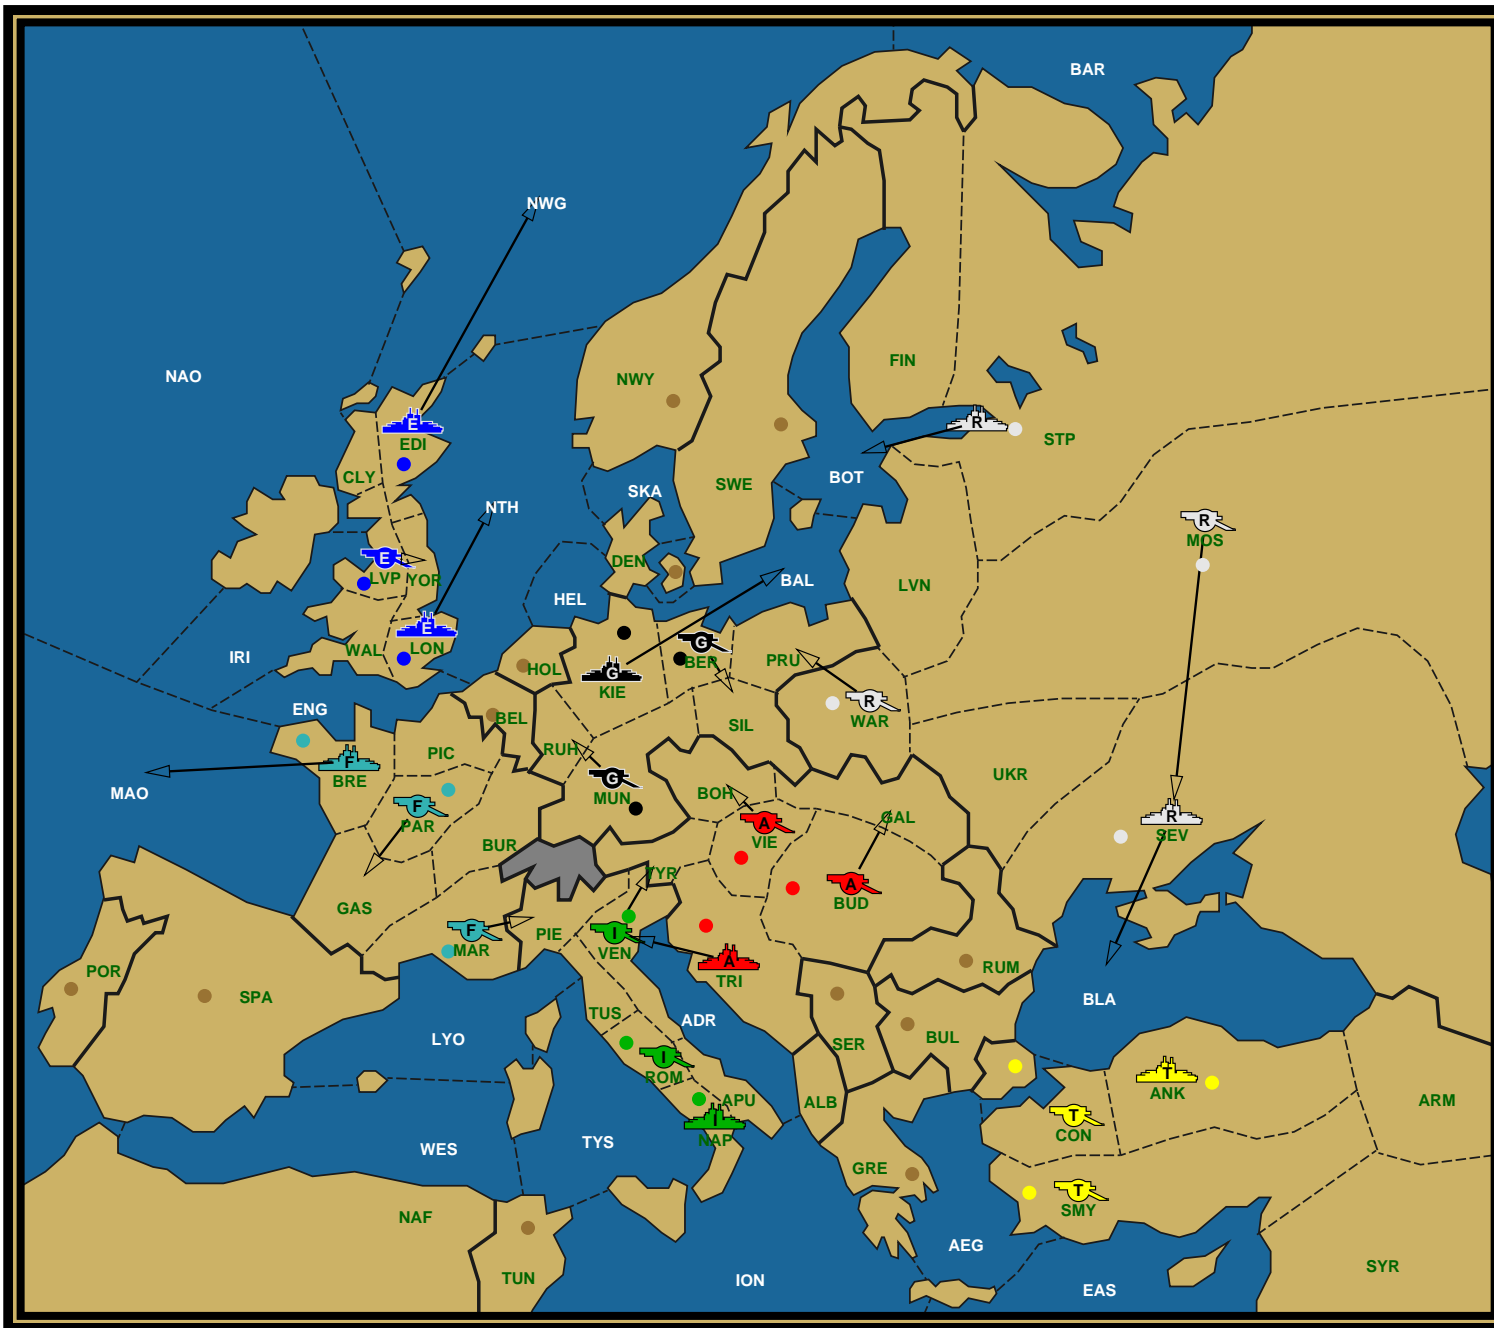 BAR
NWG
NAO
FIN
NWY
R
STP
E
EDI
CLY
BOT
SWE
SKA
NTH
R
MOS
E
LVP YOR
DEN
BAL
LVN
HEL
E
LON
WAL
IRI
G
BER
PRU
HOL
G
KIE
R
WAR
ENG
BEL
SIL
PIC
RUH
F
BRE
UKR
G
MUN
BOH
MAO
F
PAR
A
VIE
GAL
R
SEV
BUR
TYR
A
BUD
GAS
F
MAR
PIE
I
VEN
A
TRI
RUM
POR
SPA
BLA
TUS
ADR
LYO
BUL
SER
I
ROM
T
ANK
APU
ALB
ARM
I
NAP
T
CON
TYS
WES
GRE
T
SMY
NAF
AEG
SYR
TUN
ION
EAS